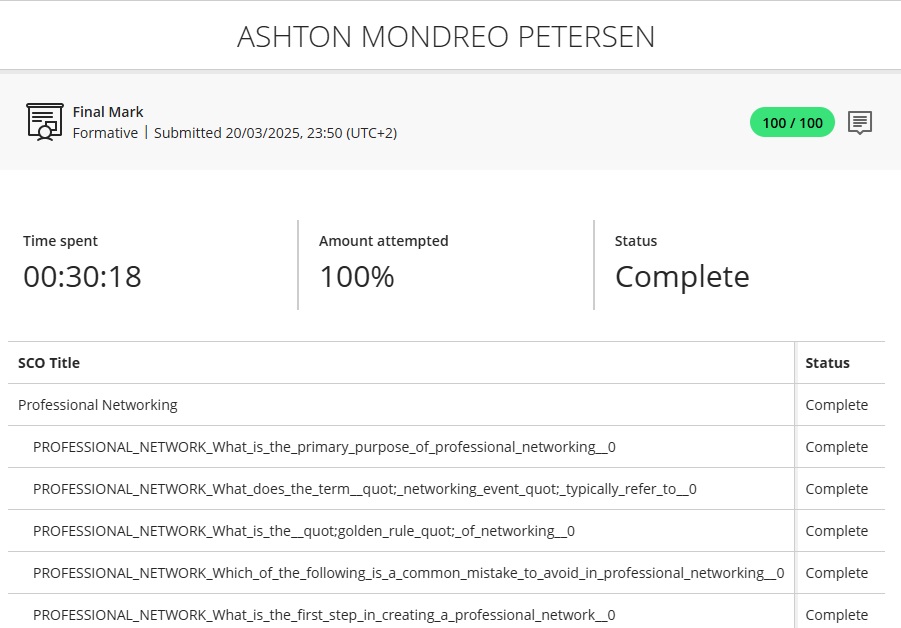 ASHTON MONDREO PETERSEN
Final Mark
Formative | Submitted 20/03/2025, 23:50 (UTC+2)
100 / 100
Time spent
00:30:18
Amount attempted
100%
Status
Complete
SCO Title Status
Professional Networking Complete
PROFESSIONAL_NETWORK_What_is_the_primary_purpose_of_professional_networking__0 Complete
PROFESSIONAL_NETWORK_What_does_the_term__quot;_networking_event_quot;_typically_refer_to__0 Complete
PROFESSIONAL_NETWORK_What_is_the__quot;golden_rule_quot;_of_networking__0 Complete
PROFESSIONAL_NETWORK_Which_of_the_following_is_a_common_mistake_to_avoid_in_professional_networking__0 Complete
PROFESSIONAL_NETWORK_What_is_the_first_step_in_creating_a_professional_network__0 Complete